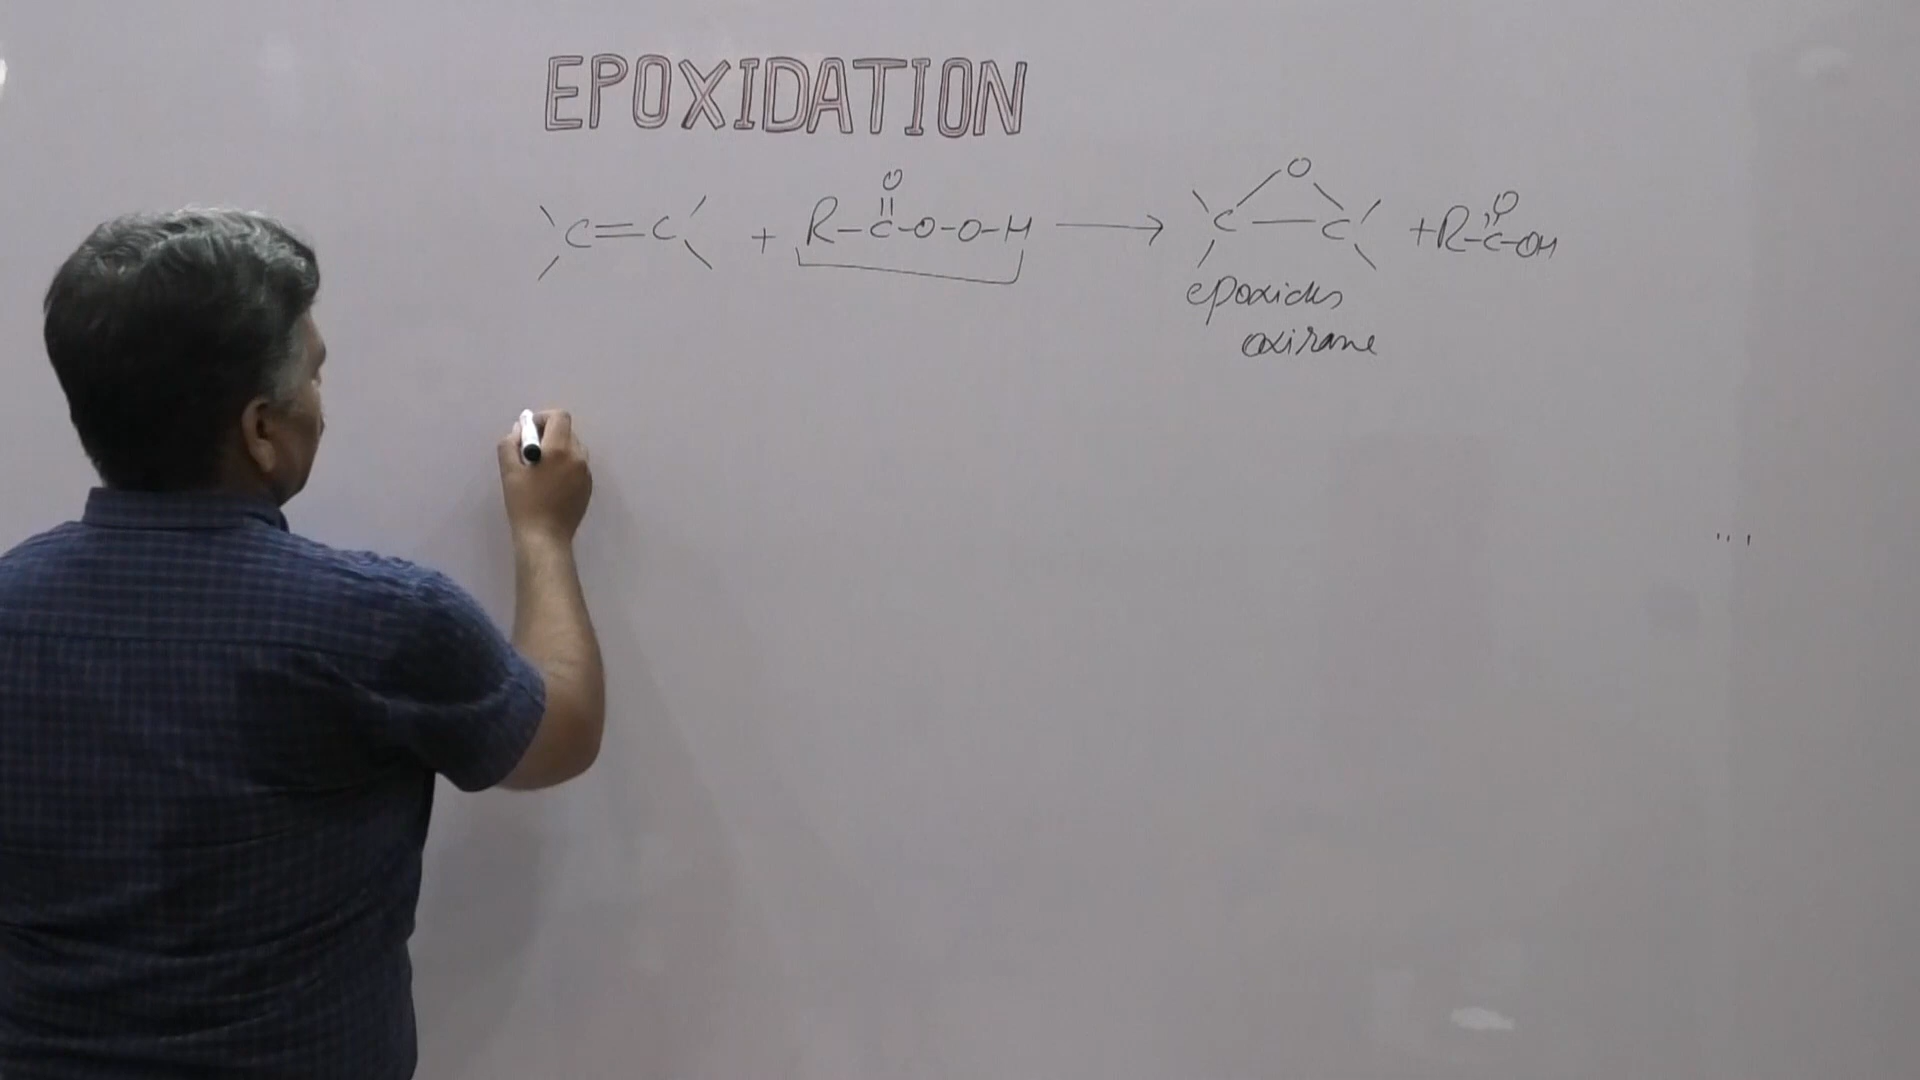 EPOXIDATION
C=C + R-C(=O)-O-O-H ⟶ C-C (O) + R-C(=O)-OH
epoxides
oxirane